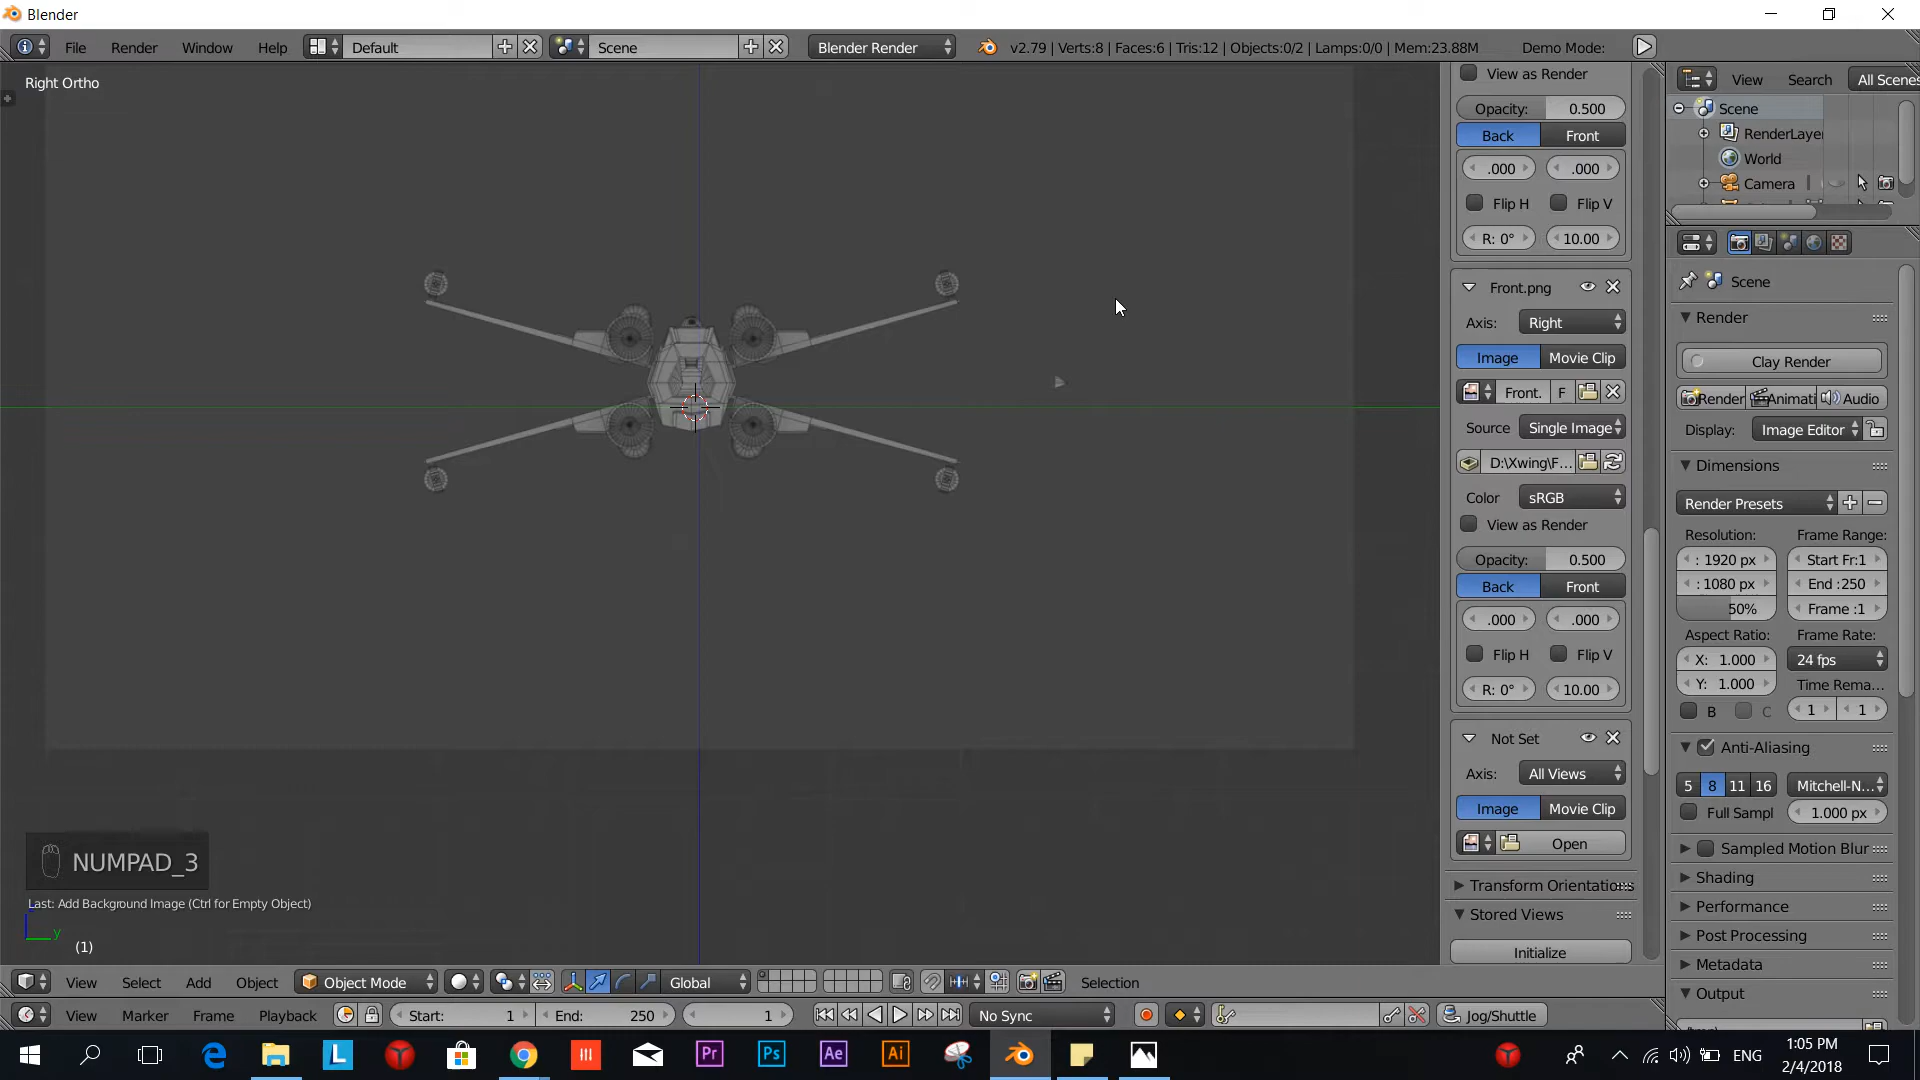 Blender
File Render Window Help Default Scene Blender Render v2.79 | Verts:8 | Faces:6 | Tris:12 | Objects:0/2 | Lamps:0/0 | Mem:23.88M Demo Mode:
Right Ortho
View as Render
Opacity: 0.500
Back Front
.000 .000
Flip H Flip V
R: 0° 10.00
Front.png
Axis: Right
Image Movie Clip
Front. F
Source Single Image
D:\Xwing\F...
Color sRGB
View as Render
Opacity: 0.500
Back Front
.000 .000
Flip H Flip V
R: 0° 10.00
Not Set
Axis: All Views
Image Movie Clip
Open
Transform Orientations
Stored Views
Initialize
View Search All Scenes
Scene
RenderLayer
World
Camera
Scene
Render
Clay Render
Render Animati Audio
Display: Image Editor
Dimensions
Render Presets
Resolution: Frame Range:
: 1920 px Start Fr:1
: 1080 px End :250
50% Frame :1
Aspect Ratio: Frame Rate:
X: 1.000 24 fps
Y: 1.000 Time Rema...
B C 1 1
Anti-Aliasing
5 8 11 16 Mitchell-N...
Full Sampl 1.000 px
Sampled Motion Blur
Shading
Performance
Post Processing
Metadata
Output
NUMPAD_3
Last: Add Background Image (Ctrl for Empty Object)
y
(1)
View Select Add Object Object Mode Global Selection
View Marker Frame Playback Start: 1 End: 250 1 No Sync Jog/Shuttle
L Pr Ps Ae Ai ENG 1:05 PM
2/4/2018